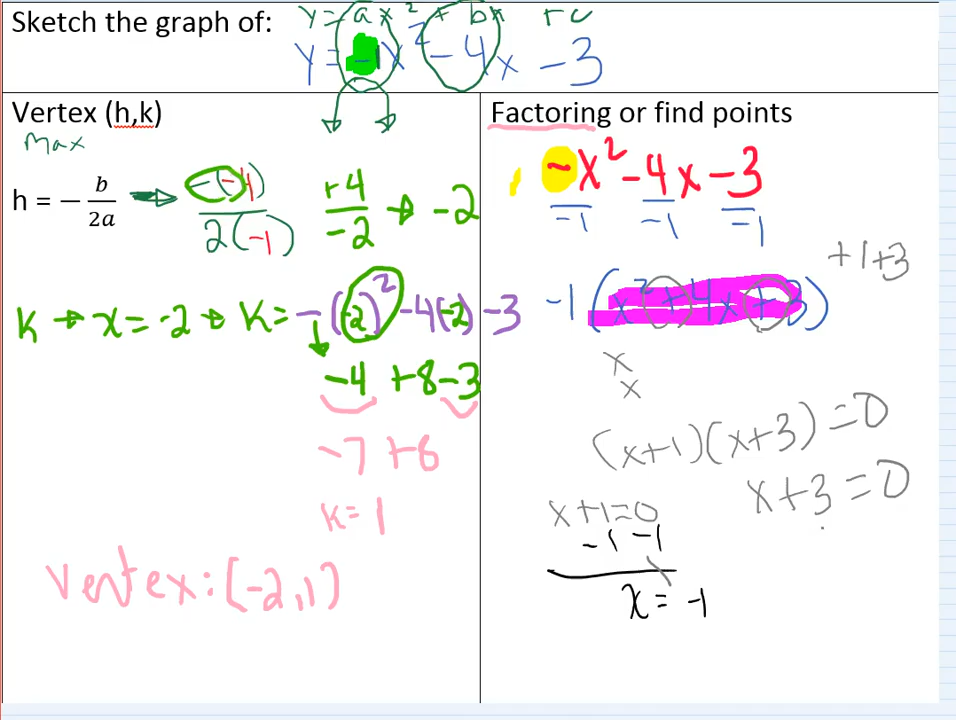 Sketch the graph of:
y = ax² + bx + c
y = -1x² - 4x - 3
Vertex (h,k)
Max
h = - b/2a → -(-4)/2(-1) +4/-2 → -2
K → x = -2 → K = -(-2)² -4(-2) -3
-4 +8 -3
-7 +8
K = 1
Vertex: (-2,1)
Factoring or find points
-x² - 4x - 3
-1 -1 -1
+1 +3
-1(x² + 4x + 3)
x
x
(x+1)(x+3) = 0
x+1=0 x+3=0
-1 -1
x = -1